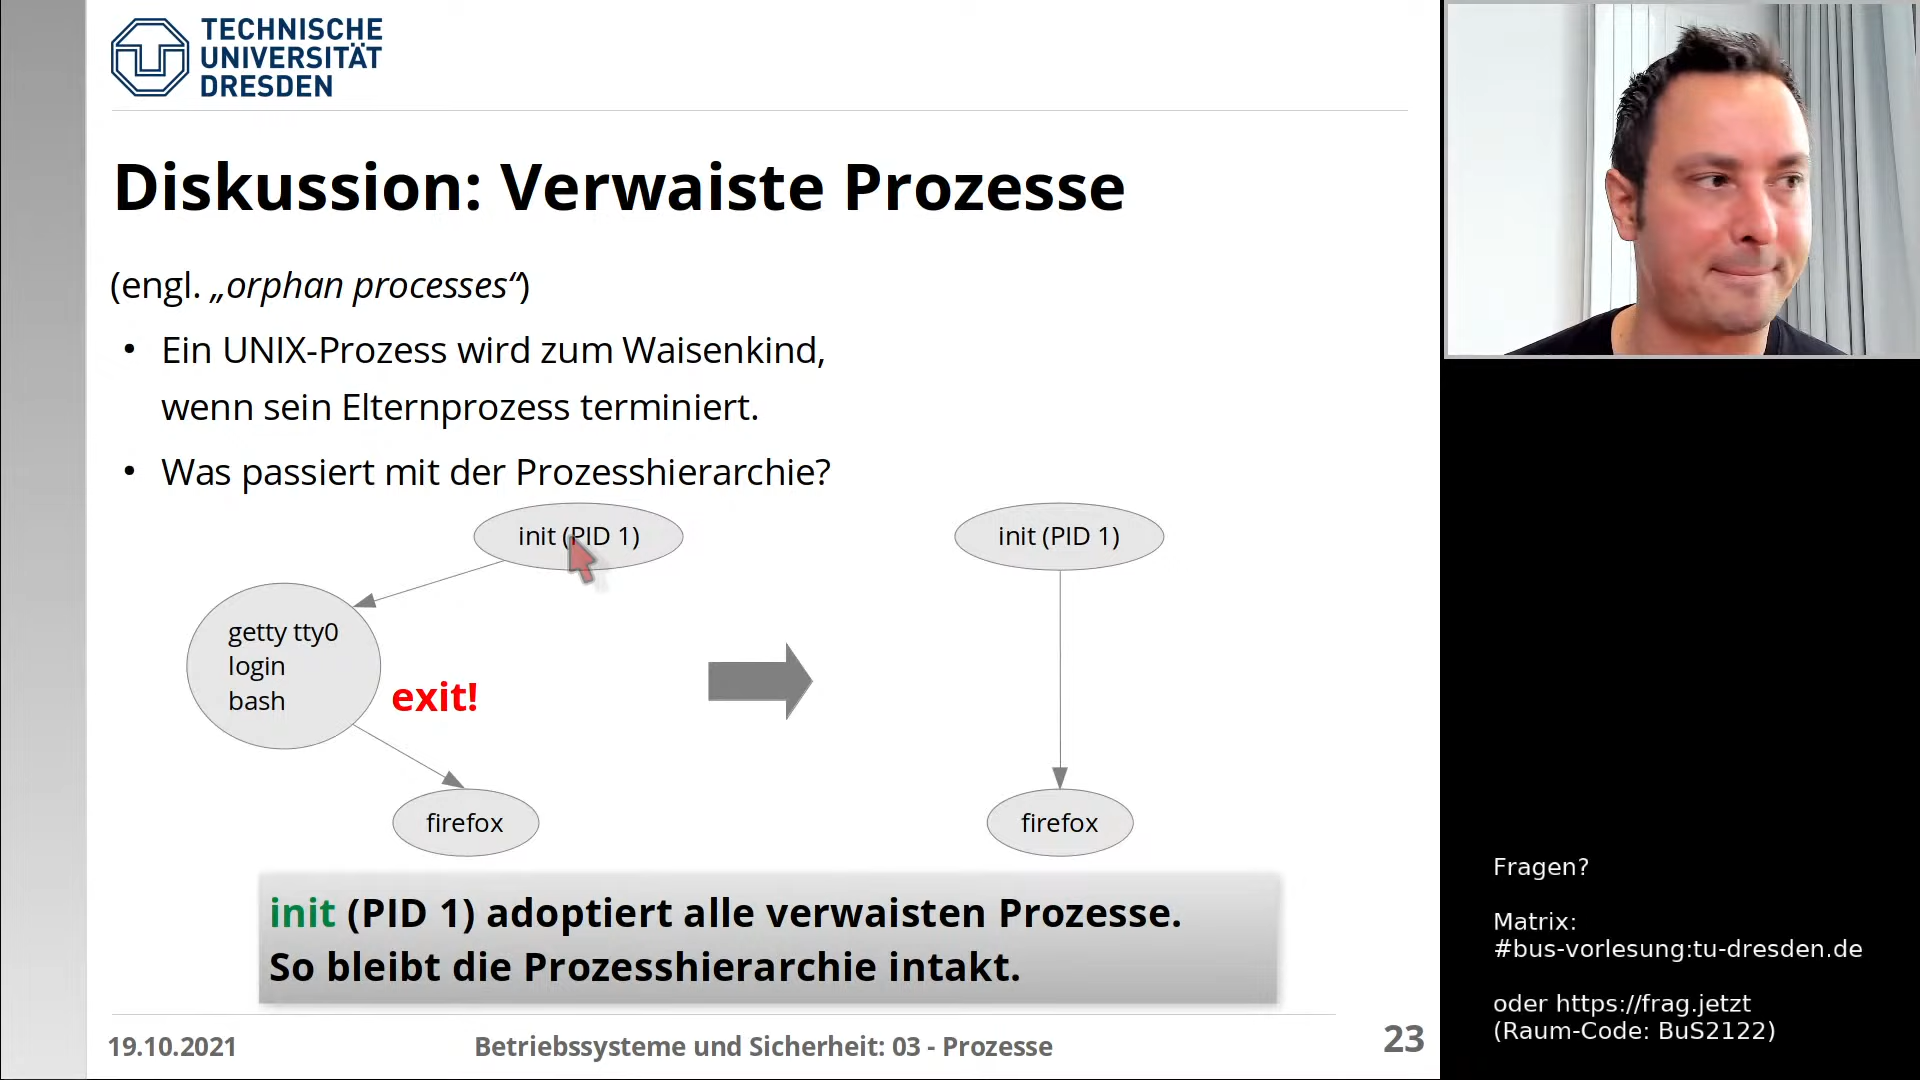 TECHNISCHE
UNIVERSITÄT
DRESDEN
Diskussion: Verwaiste Prozesse
(engl. „orphan processes“)
• Ein UNIX-Prozess wird zum Waisenkind,
wenn sein Elternprozess terminiert.
• Was passiert mit der Prozesshierarchie?
init (PID 1)
getty tty0
login
bash
exit!
firefox
init (PID 1)
firefox
init (PID 1) adoptiert alle verwaisten Prozesse.
So bleibt die Prozesshierarchie intakt.
19.10.2021
Betriebssysteme und Sicherheit: 03 - Prozesse
23
Fragen?
Matrix:
#bus-vorlesung:tu-dresden.de
oder https://frag.jetzt
(Raum-Code: BuS2122)